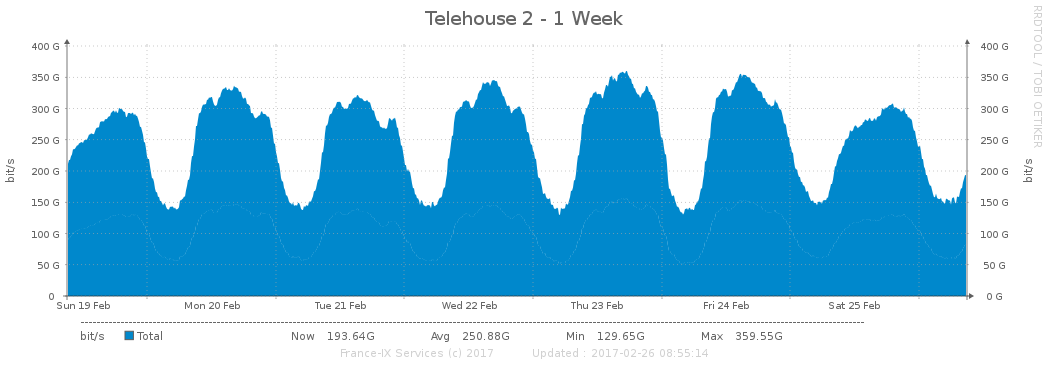 Telehouse 2 - 1 Week
RRDTOOL / TOBI OETIKER
bit/s
400 G
350 G
300 G
250 G
200 G
150 G
100 G
50 G
0
400 G
350 G
300 G
250 G
200 G
150 G
100 G
50 G
0 G
bit/s
Sun 19 Feb Mon 20 Feb Tue 21 Feb Wed 22 Feb Thu 23 Feb Fri 24 Feb Sat 25 Feb
bit/s Total Now 193.64G Avg 250.88G Min 129.65G Max 359.55G
France-IX Services (c) 2017 Updated : 2017-02-26 08:55:14